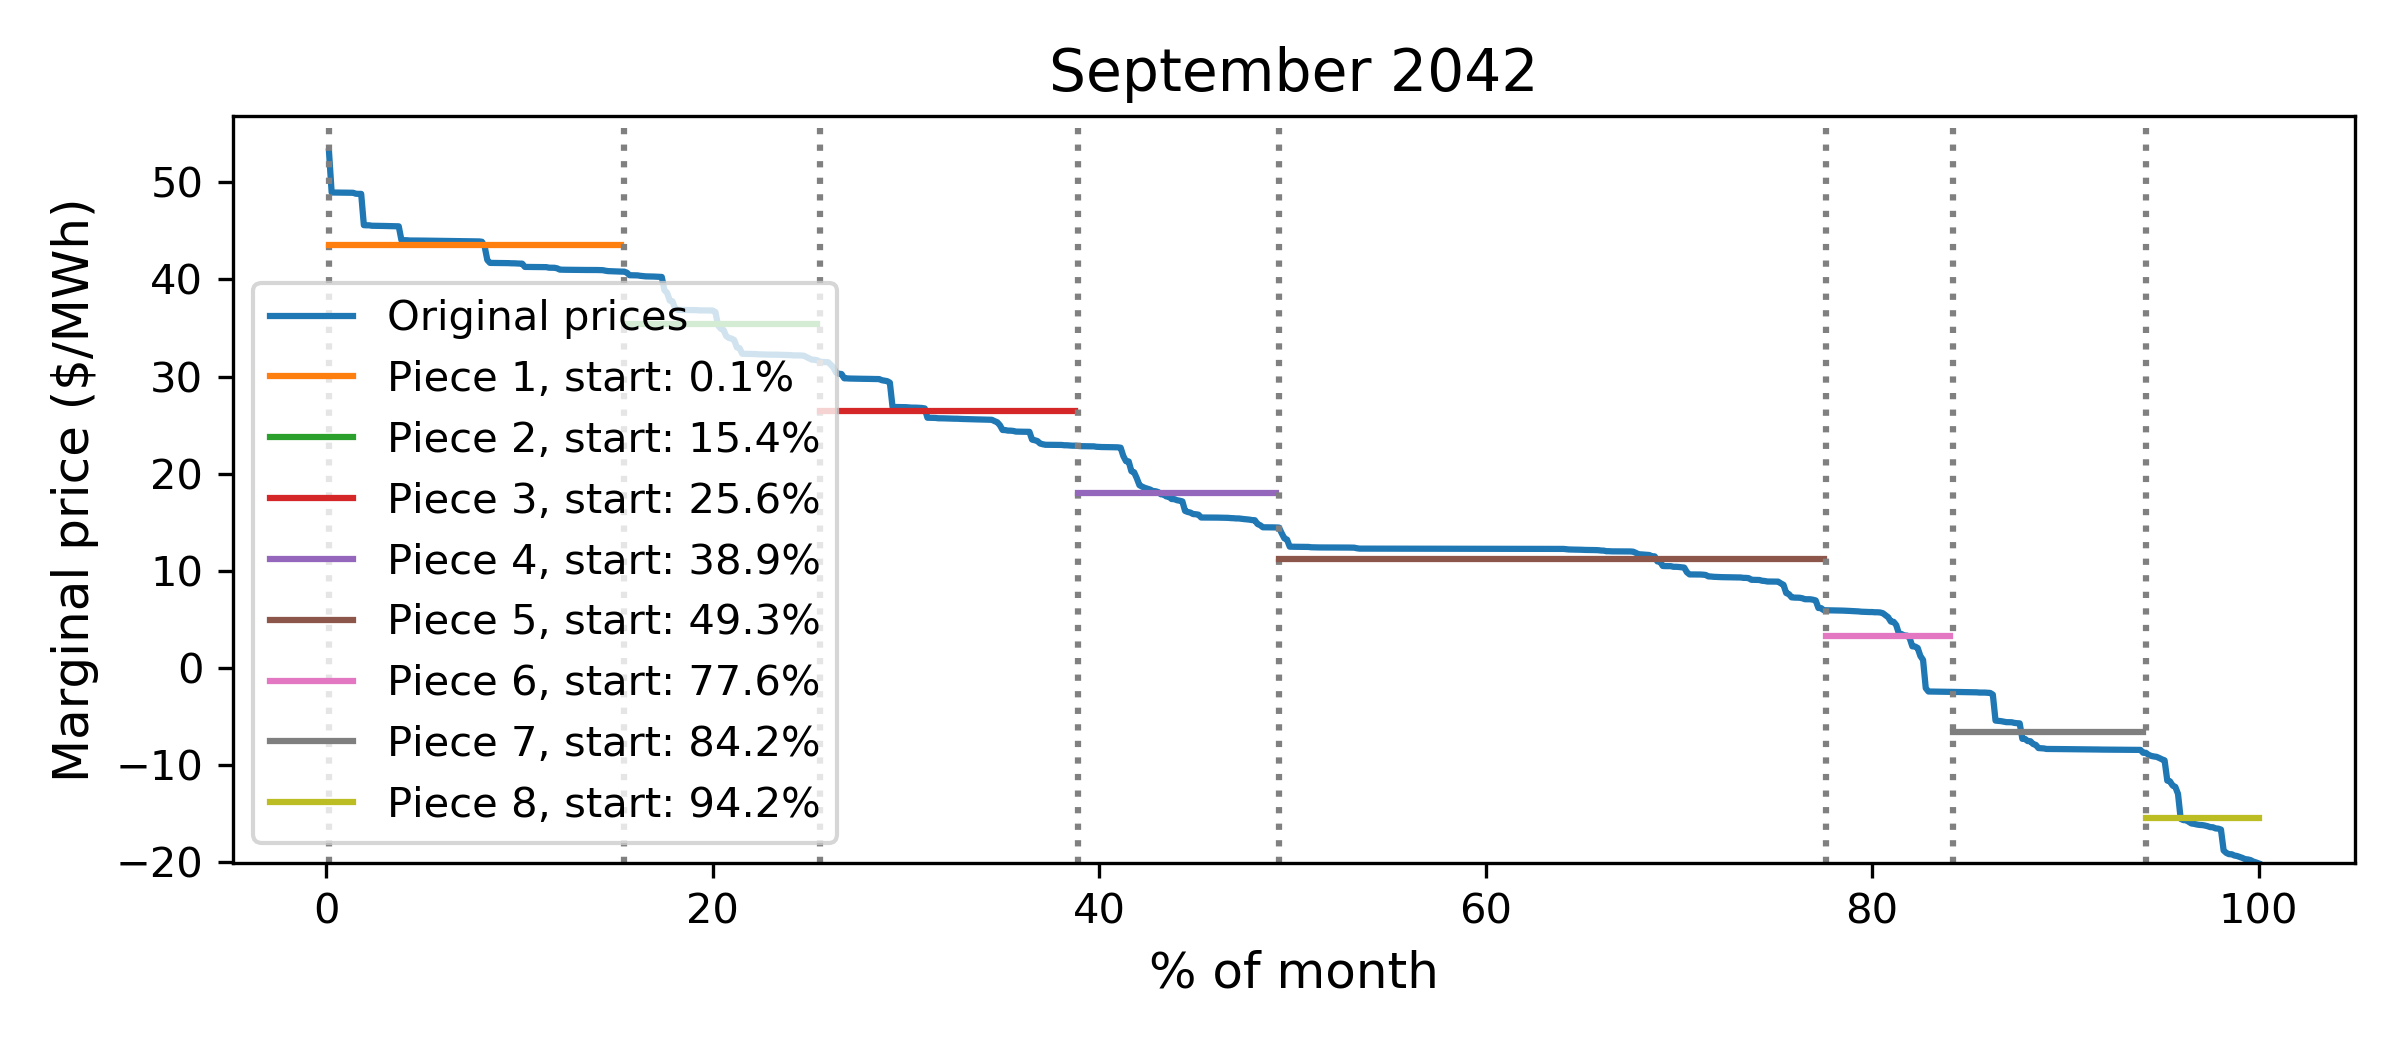 September 2042
Marginal price ($/MWh)
50
40
30
20
10
0
−10
−20
Original prices
Piece 1, start: 0.1%
Piece 2, start: 15.4%
Piece 3, start: 25.6%
Piece 4, start: 38.9%
Piece 5, start: 49.3%
Piece 6, start: 77.6%
Piece 7, start: 84.2%
Piece 8, start: 94.2%
0 20 40 60 80 100
% of month